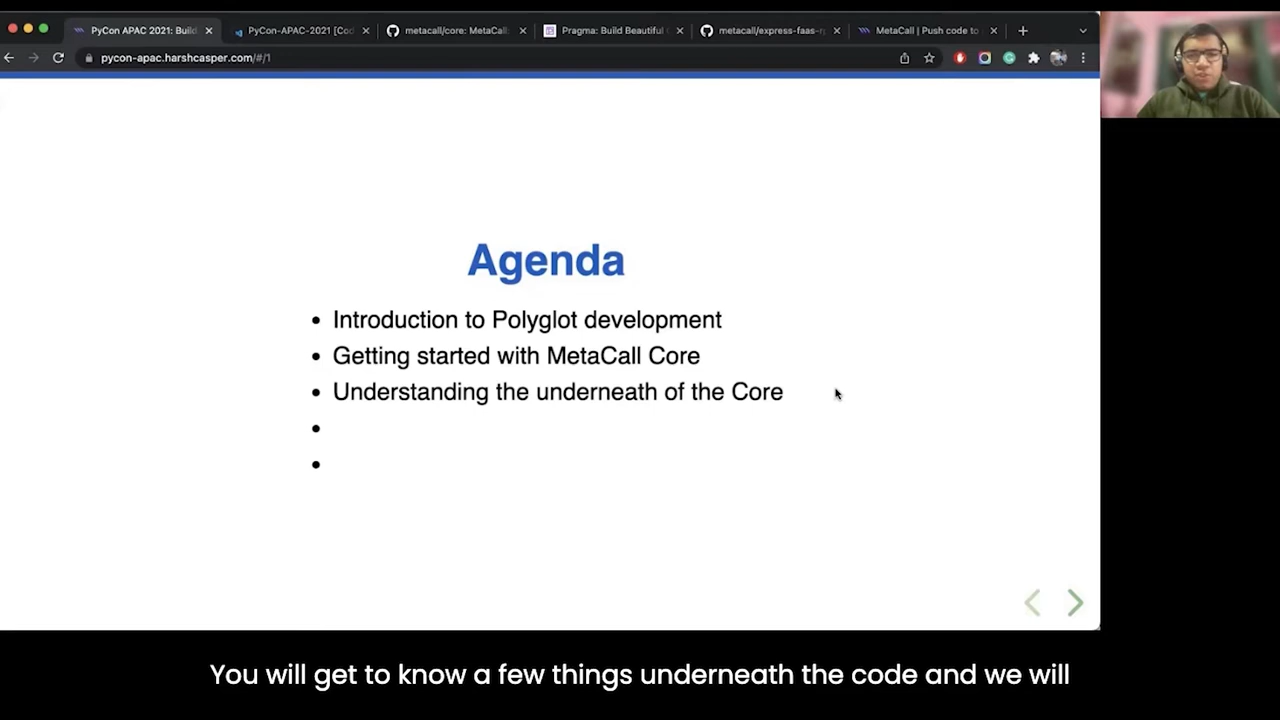 PyCon APAC 2021: Build
PyCon-APAC-2021 [Cod
metacall/core: MetaCall
Pragma: Build Beautiful
metacall/express-faas-r
MetaCall | Push code to
pycon-apac.harshcasper.com/#/1
Agenda
Introduction to Polyglot development
Getting started with MetaCall Core
Understanding the underneath of the Core
You will get to know a few things underneath the code and we will